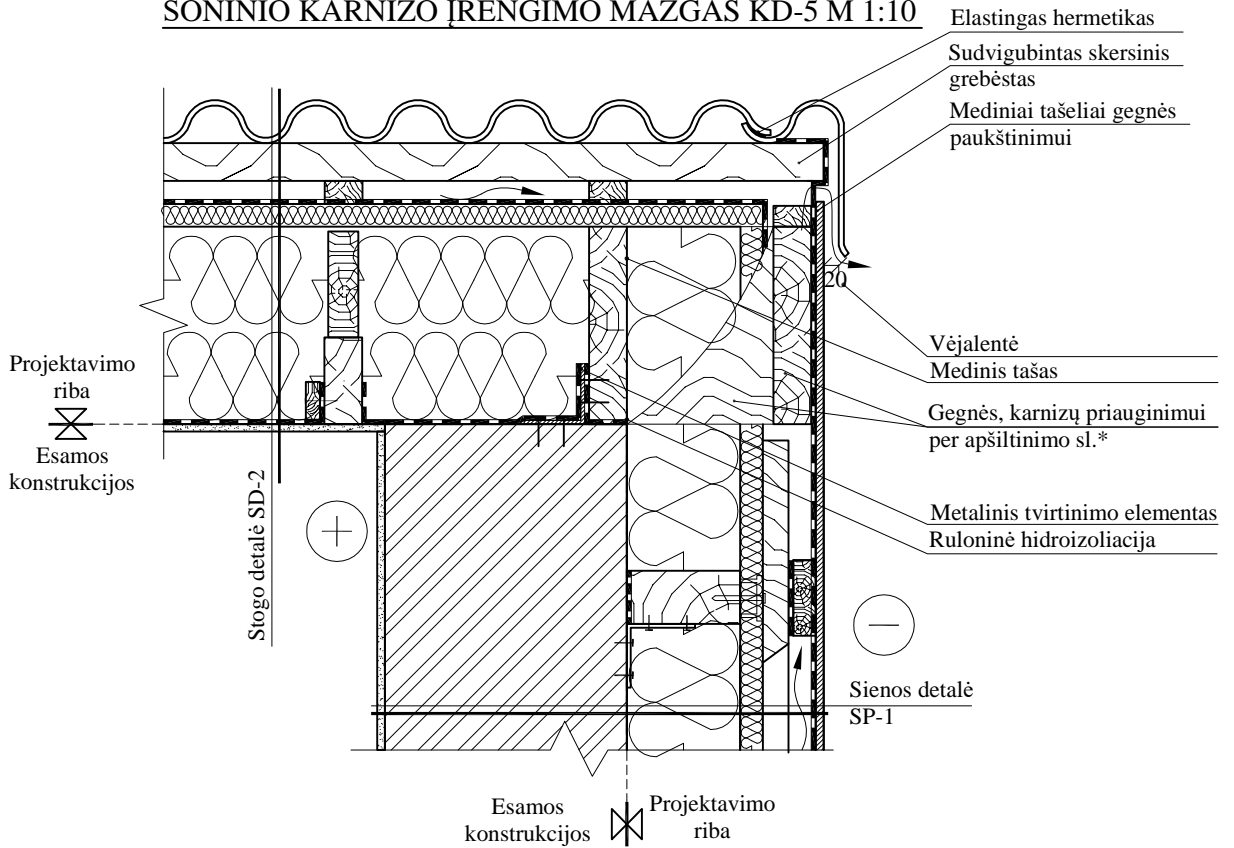 ŠONINIO KARNIZO ĮRENGIMO MAZGAS KD-5 M 1:10
Elastingas hermetikas
Sudvigubintas skersinis
grebėstas
Mediniai tašeliai gegnės
paukštinimui
20
Vėjalentė
Medinis tašas
Gegnės, karnizų priauginimui
per apšiltinimo sl.*
Metalinis tvirtinimo elementas
Ruloninė hidroizoliacija
Projektavimo
riba
Esamos
konstrukcijos
Stogo detalė SD-2
+
−
Sienos detalė
SP-1
Esamos
konstrukcijos
Projektavimo
riba